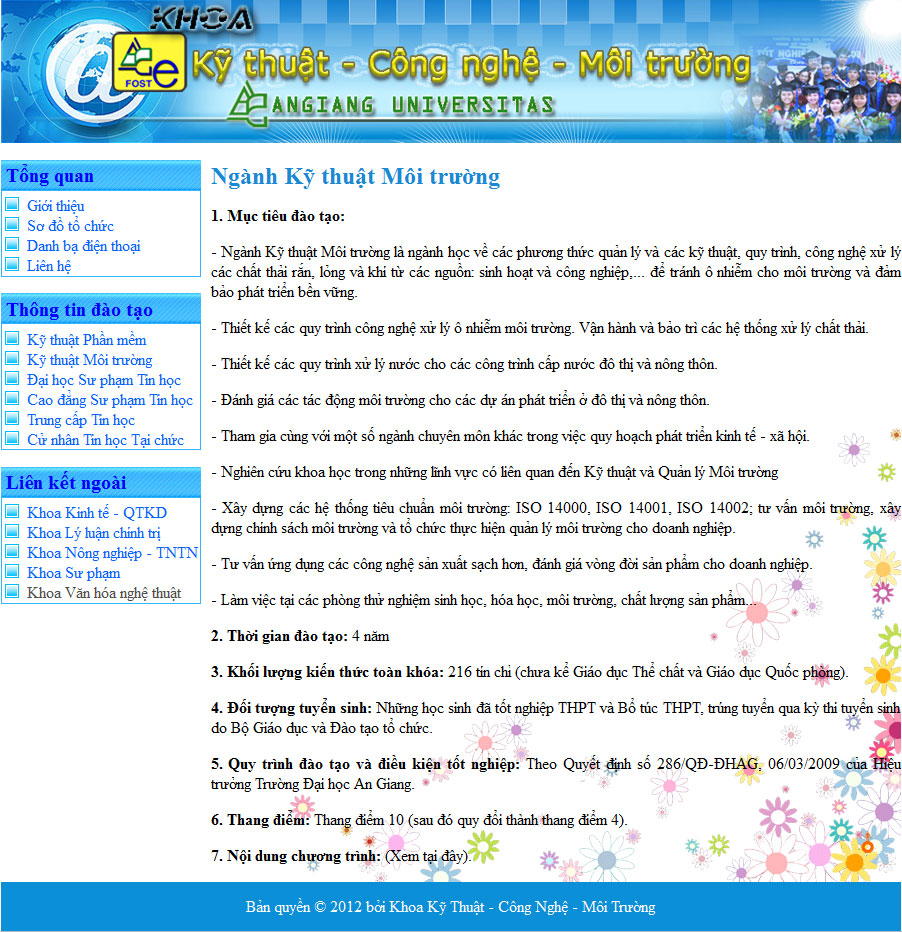 KHOA
Kỹ thuật - Công nghệ - Môi trường
FOST
ANGIANG UNIVERSITAS
Tổng quan
Giới thiệu
Sơ đồ tổ chức
Danh bạ điện thoại
Liên hệ
Thông tin đào tạo
Kỹ thuật Phần mềm
Kỹ thuật Môi trường
Đại học Sư phạm Tin học
Cao đẳng Sư phạm Tin học
Trung cấp Tin học
Cử nhân Tin học Tại chức
Liên kết ngoài
Khoa Kinh tế - QTKD
Khoa Lý luận chính trị
Khoa Nông nghiệp - TNTN
Khoa Sư phạm
Khoa Văn hóa nghệ thuật
Ngành Kỹ thuật Môi trường
1. Mục tiêu đào tạo:
- Ngành Kỹ thuật Môi trường là ngành học về các phương thức quản lý và các kỹ thuật, quy trình, công nghệ xử lý
các chất thải rắn, lỏng và khí từ các nguồn: sinh hoạt và công nghiệp,... để tránh ô nhiễm cho môi trường và đảm
bảo phát triển bền vững.
- Thiết kế các quy trình công nghệ xử lý ô nhiễm môi trường. Vận hành và bảo trì các hệ thống xử lý chất thải.
- Thiết kế các quy trình xử lý nước cho các công trình cấp nước đô thị và nông thôn.
- Đánh giá các tác động môi trường cho các dự án phát triển ở đô thị và nông thôn.
- Tham gia cùng với một số ngành chuyên môn khác trong việc quy hoạch phát triển kinh tế - xã hội.
- Nghiên cứu khoa học trong những lĩnh vực có liên quan đến Kỹ thuật và Quản lý Môi trường
- Xây dựng các hệ thống tiêu chuẩn môi trường: ISO 14000, ISO 14001, ISO 14002; tư vấn môi trường, xây
dựng chính sách môi trường và tổ chức thực hiện quản lý môi trường cho doanh nghiệp.
- Tư vấn ứng dụng các công nghệ sản xuất sạch hơn, đánh giá vòng đời sản phẩm cho doanh nghiệp.
- Làm việc tại các phòng thử nghiệm sinh học, hóa học, môi trường, chất lượng sản phẩm...
2. Thời gian đào tạo: 4 năm
3. Khối lượng kiến thức toàn khóa: 216 tín chỉ (chưa kể Giáo dục Thể chất và Giáo dục Quốc phòng).
4. Đối tượng tuyển sinh: Những học sinh đã tốt nghiệp THPT và Bổ túc THPT, trúng tuyển qua kỳ thi tuyển sinh
do Bộ Giáo dục và Đào tạo tổ chức.
5. Quy trình đào tạo và điều kiện tốt nghiệp: Theo Quyết định số 286/QĐ-ĐHAG, 06/03/2009 của Hiệu
trưởng Trường Đại học An Giang.
6. Thang điểm: Thang điểm 10 (sau đó quy đổi thành thang điểm 4).
7. Nội dung chương trình: (Xem tại đây).
Bản quyền © 2012 bởi Khoa Kỹ Thuật - Công Nghệ - Môi Trường